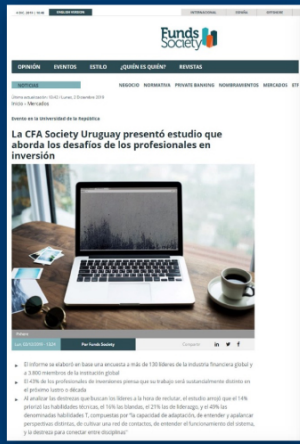 ENGLISH VERSION
INTERNACIONAL ESPAÑA
Funds
Society
OPINIÓN EVENTOS ESTILO ¿QUIÉN ES QUIÉN? REVISTAS
NOTICIAS
NEGOCIO NORMATIVA PRIVATE BANKING NOMBRAMIENTOS MERCADOS ETF
Inicio › Mercados
Evento en la Universidad de la República
La CFA Society Uruguay presentó estudio que
aborda los desafíos de los profesionales en
inversión
Por Funds Society
Compartir
El informe se elaboró en base una encuesta a más de 130 líderes de la industria financiera global y
a 3.800 miembros de la institución global
El 43% de los profesionales de inversiones piensa que su trabajo será sustancialmente distinto en
el próximo lustro o década
Al analizar las destrezas que buscan los líderes a la hora de reclutar, el estudio arrojó que el 14%
priorizó las habilidades técnicas, el 16% las blandas, el 21% las de liderazgo, y el 49% las
denominadas habilidades T, compuestas por "la capacidad de adaptación, de entender y apalancar
perspectivas distintas, de cultivar una red de contactos, de entender el funcionamiento del sistema,
y la destreza para conectar entre disciplinas"